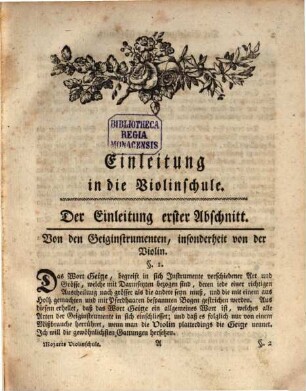 BIBLIOTHECA
REGIA
MONACENSIS
Einleitung
in die Violinschule.
Der Einleitung erster Abschnitt.
Von den Geiginstrumenten, insonderheit von der
Violin.
§. 1.
Das Wort Geige, begreift in sich Instrumente verschiedener Art und
Grösse, welche mit Darmseyten bezogen sind, deren jede einer richtigen
Austheilung nach grösser als die andre seyn muß, und die mit einem aus
Holz gemachten und mit Pferdhaaren bespannten Bogen gestrichen werden. Aus
diesem erhellet, daß das Wort Geige ein allgemeines Wort ist, welches alle
Arten der Geiginstrumente in sich einschliesset; und daß es folglich nur von einem
Mißbrauche herrühret, wenn man die Violin platterdings die Geige nennet.
Ich will die gewöhnlichsten Gattungen hersetzen.
Mozarts Violinschule.
A
§. 2